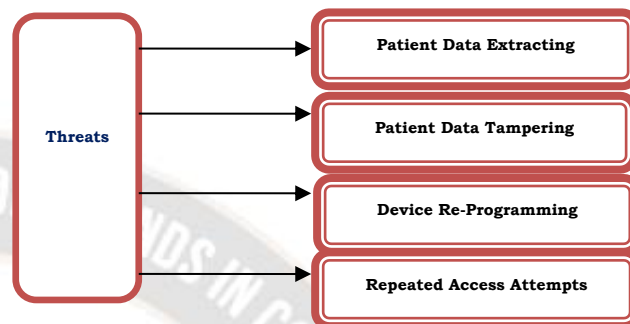 Patient Data Extracting
Threats
Patient Data Tampering
Device Re-Programming
Repeated Access Attempts